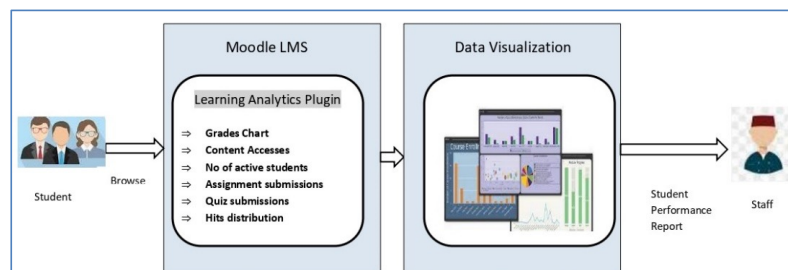 Moodle LMS
Learning Analytics Plugin
⇒ Grades Chart
⇒ Content Accesses
⇒ No of active students
⇒ Assignment submissions
⇒ Quiz submissions
⇒ Hits distribution
Data Visualization
Student
Browse
Student
Performance
Report
Staff